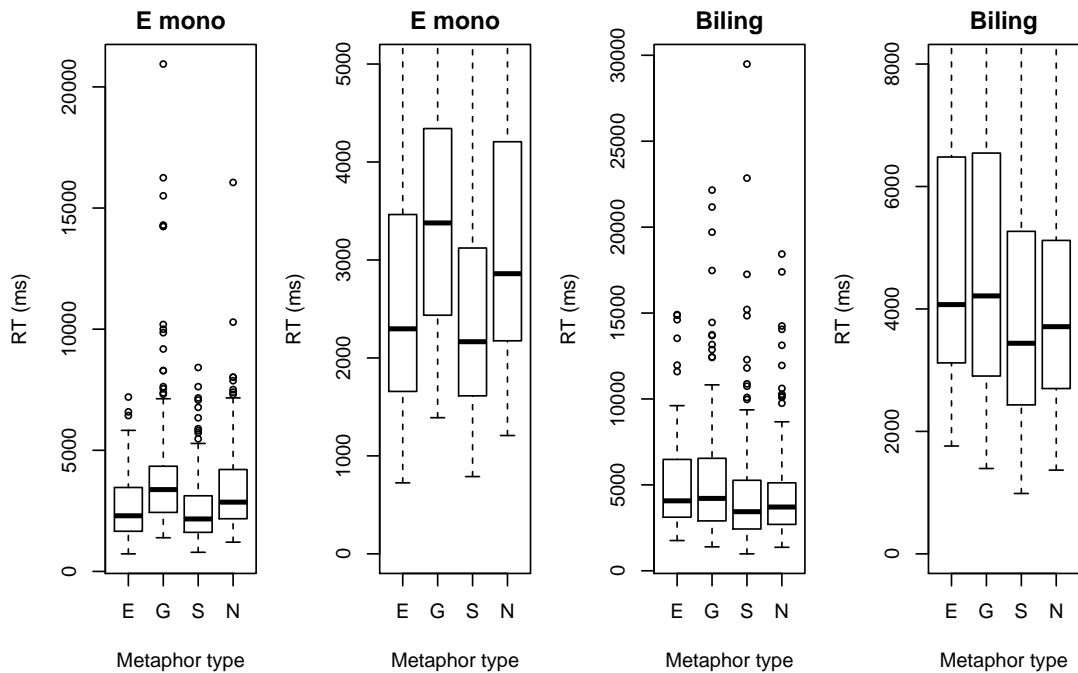 E mono
RT (ms)
0
5000
10000
15000
20000
E G S N
Metaphor type
E mono
RT (ms)
0
1000
2000
3000
4000
5000
E G S N
Metaphor type
Biling
RT (ms)
0
5000
10000
15000
20000
25000
30000
E G S N
Metaphor type
Biling
RT (ms)
0
2000
4000
6000
8000
E G S N
Metaphor type